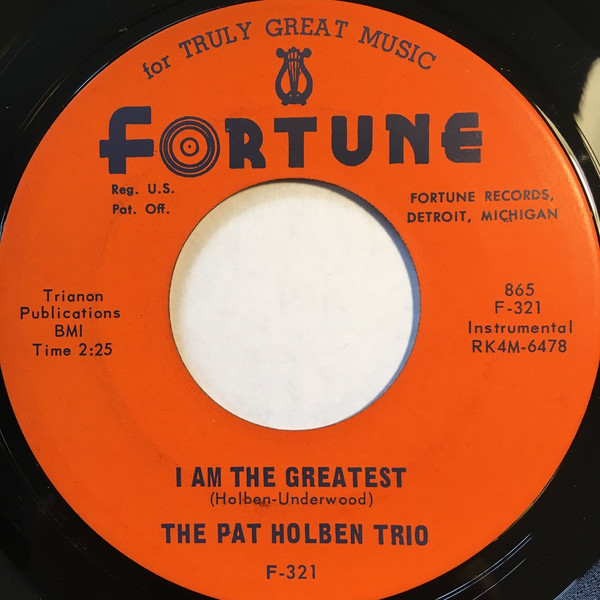 for TRULY GREAT MUSIC
FORTUNE
Reg. U.S.
Pat. Off.
FORTUNE RECORDS,
DETROIT, MICHIGAN
Trianon
Publications
BMI
Time 2:25
865
F-321
Instrumental
RK4M-6478
I AM THE GREATEST
(Holben-Underwood)
THE PAT HOLBEN TRIO
F-321